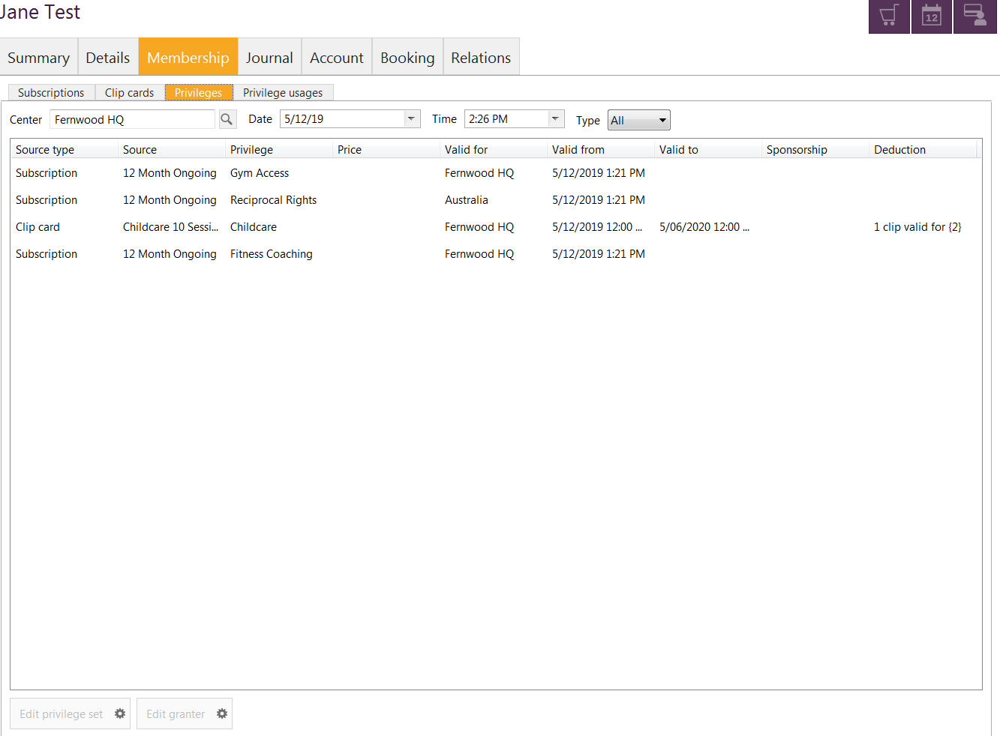 Jane Test
12
Summary Details Membership Journal Account Booking Relations
Subscriptions Clip cards Privileges Privilege usages
Center Fernwood HQ Date 5/12/19 Time 2:26 PM Type All
Source type Source Privilege Price Valid for Valid from Valid to Sponsorship Deduction
Subscription 12 Month Ongoing Gym Access Fernwood HQ 5/12/2019 1:21 PM
Subscription 12 Month Ongoing Reciprocal Rights Australia 5/12/2019 1:21 PM
Clip card Childcare 10 Sessi... Childcare Fernwood HQ 5/12/2019 12:00 ... 5/06/2020 12:00 ... 1 clip valid for {2}
Subscription 12 Month Ongoing Fitness Coaching Fernwood HQ 5/12/2019 1:21 PM
Edit privilege set Edit granter